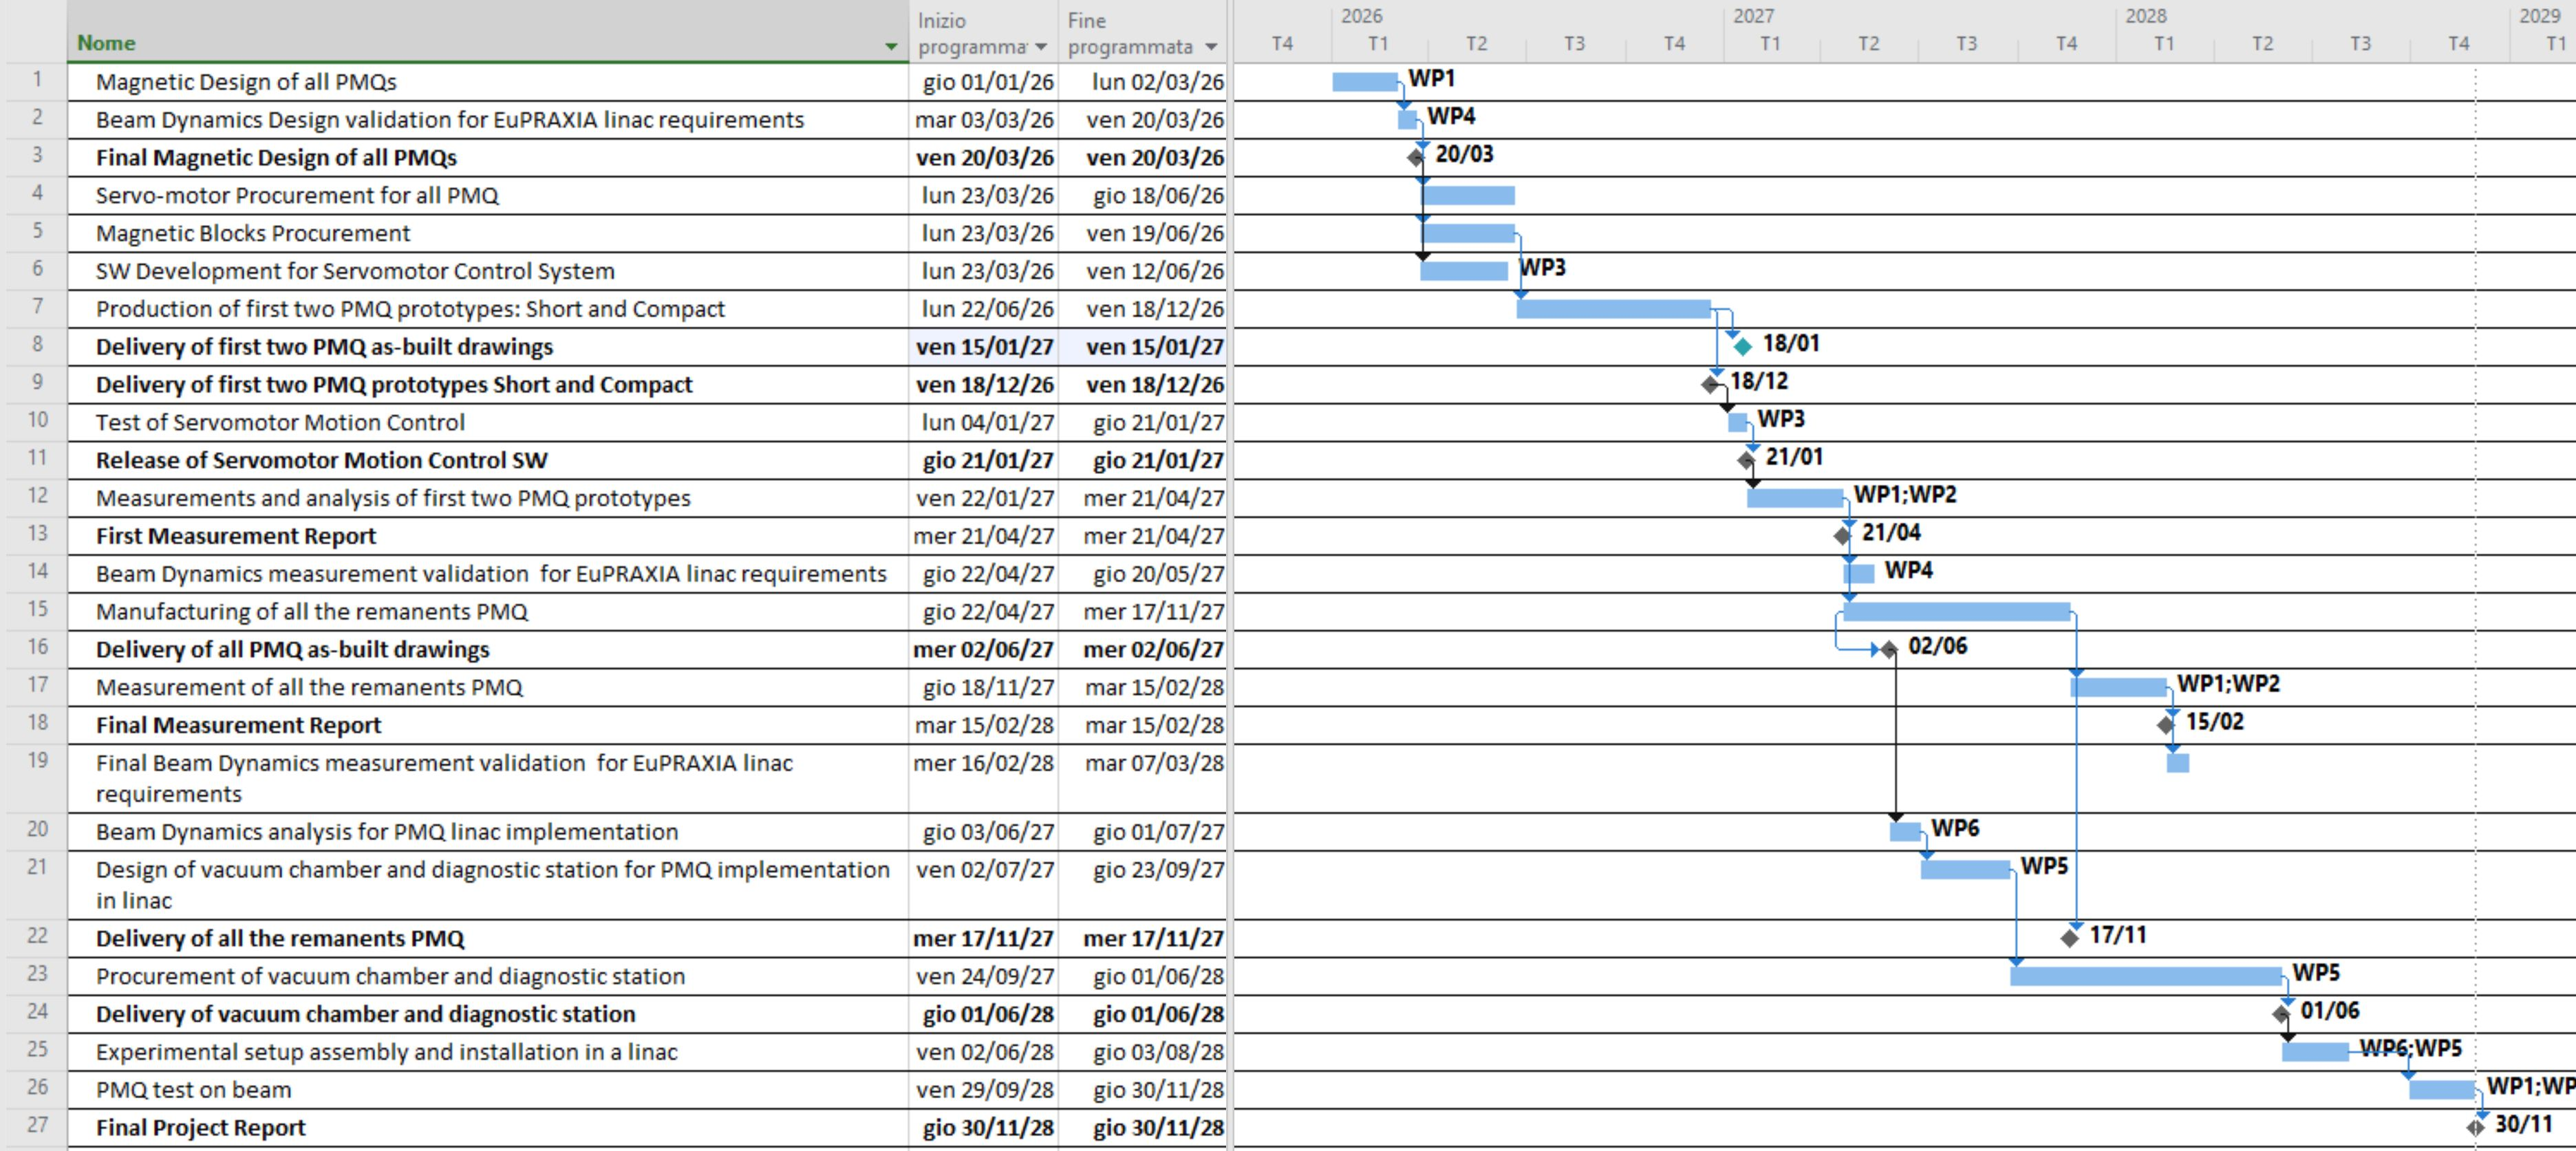 Nome Inizio programma Fine programmata
2026 2027 2028 2029
T4 T1 T2 T3 T4 T1 T2 T3 T4 T1 T2 T3 T4 T1
1 Magnetic Design of all PMQs gio 01/01/26 lun 02/03/26 WP1
2 Beam Dynamics Design validation for EuPRAXIA linac requirements mar 03/03/26 ven 20/03/26 WP4
3 Final Magnetic Design of all PMQs ven 20/03/26 ven 20/03/26 20/03
4 Servo-motor Procurement for all PMQ lun 23/03/26 gio 18/06/26
5 Magnetic Blocks Procurement lun 23/03/26 ven 19/06/26
6 SW Development for Servomotor Control System lun 23/03/26 ven 12/06/26 WP3
7 Production of first two PMQ prototypes: Short and Compact lun 22/06/26 ven 18/12/26
8 Delivery of first two PMQ as-built drawings ven 15/01/27 ven 15/01/27 18/01
9 Delivery of first two PMQ prototypes Short and Compact ven 18/12/26 ven 18/12/26 18/12
10 Test of Servomotor Motion Control lun 04/01/27 gio 21/01/27 WP3
11 Release of Servomotor Motion Control SW gio 21/01/27 gio 21/01/27 21/01
12 Measurements and analysis of first two PMQ prototypes ven 22/01/27 mer 21/04/27 WP1;WP2
13 First Measurement Report mer 21/04/27 mer 21/04/27 21/04
14 Beam Dynamics measurement validation for EuPRAXIA linac requirements gio 22/04/27 gio 20/05/27 WP4
15 Manufacturing of all the remanents PMQ gio 22/04/27 mer 17/11/27
16 Delivery of all PMQ as-built drawings mer 02/06/27 mer 02/06/27 02/06
17 Measurement of all the remanents PMQ gio 18/11/27 mar 15/02/28 WP1;WP2
18 Final Measurement Report mar 15/02/28 mar 15/02/28 15/02
19 Final Beam Dynamics measurement validation for EuPRAXIA linac mer 16/02/28 mar 07/03/28
requirements
20 Beam Dynamics analysis for PMQ linac implementation gio 03/06/27 gio 01/07/27 WP6
21 Design of vacuum chamber and diagnostic station for PMQ implementation ven 02/07/27 gio 23/09/27 WP5
in linac
22 Delivery of all the remanents PMQ mer 17/11/27 mer 17/11/27 17/11
23 Procurement of vacuum chamber and diagnostic station ven 24/09/27 gio 01/06/28 WP5
24 Delivery of vacuum chamber and diagnostic station gio 01/06/28 gio 01/06/28 01/06
25 Experimental setup assembly and installation in a linac ven 02/06/28 gio 03/08/28 WP6;WP5
26 PMQ test on beam ven 29/09/28 gio 30/11/28 WP1;WP
27 Final Project Report gio 30/11/28 gio 30/11/28 30/11